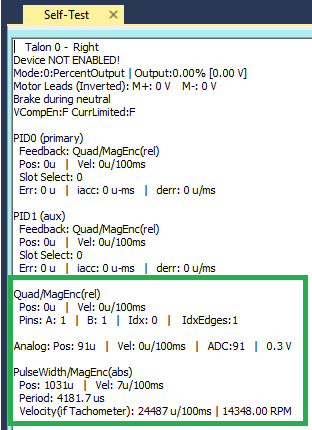 Self-Test
Talon 0 - Right
Device NOT ENABLED!
Mode:0:PercentOutput | Output:0.00% [0.00 V]
Motor Leads (Inverted): M+: 0 V M-: 0 V
Brake during neutral
VCompEn:F CurrLimited:F
PID0 (primary)
Feedback: Quad/MagEnc(rel)
Pos: 0u | Vel: 0u/100ms
Slot Select: 0
Err: 0 u | iacc: 0 u-ms | derr: 0 u/ms
PID1 (aux)
Feedback: Quad/MagEnc(rel)
Pos: 0u | Vel: 0u/100ms
Slot Select: 0
Err: 0 u | iacc: 0 u-ms | derr: 0 u/ms
Quad/MagEnc(rel)
Pos: 0u | Vel: 0u/100ms
Pins: A: 1 | B: 1 | Idx: 0 | IdxEdges:1
Analog: Pos: 91u | Vel: 0u/100ms | ADC:91 | 0.3 V
PulseWidth/MagEnc(abs)
Pos: 1031u | Vel: 7u/100ms
Period: 4181.7 us
Velocity(if Tachometer): 24487 u/100ms | 14348.00 RPM